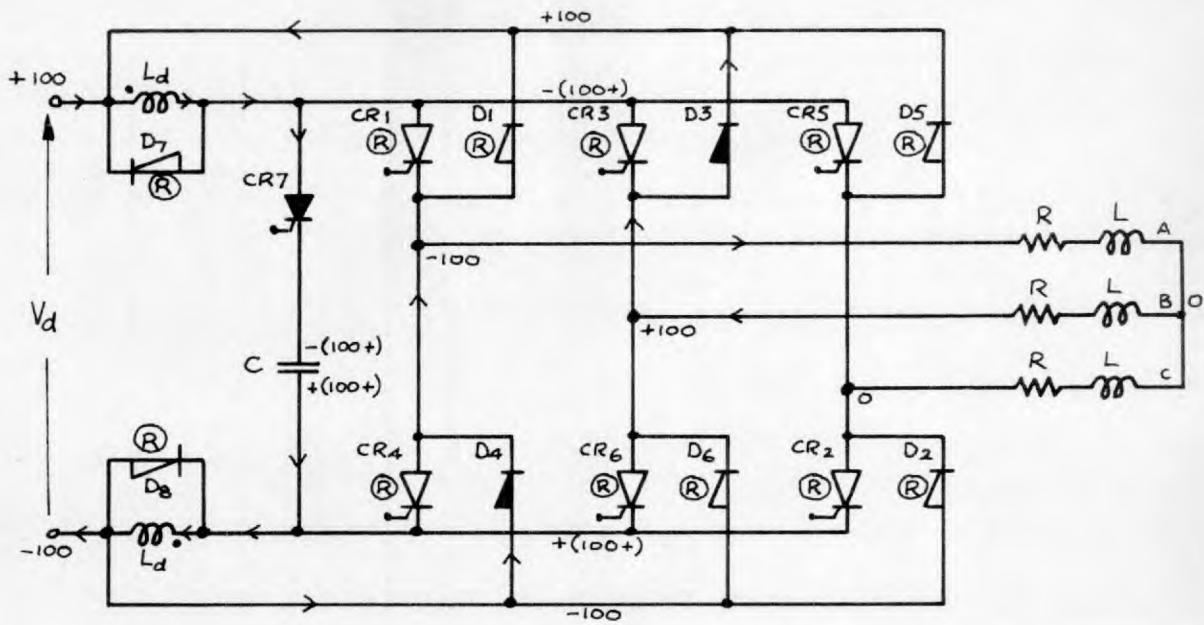 +100
+100
Ld
-(100+)
CR1
D1
CR3
D3
CR5
D5
R
R
R
R
R
D7
R
CR7
R
L
A
-100
Vd
R
L
B
O
+100
-(100+)
C
+(100+)
R
L
C
O
R
CR4
D4
CR6
D6
CR2
D2
D8
R
R
R
R
R
-100
Ld
+(100+)
-100